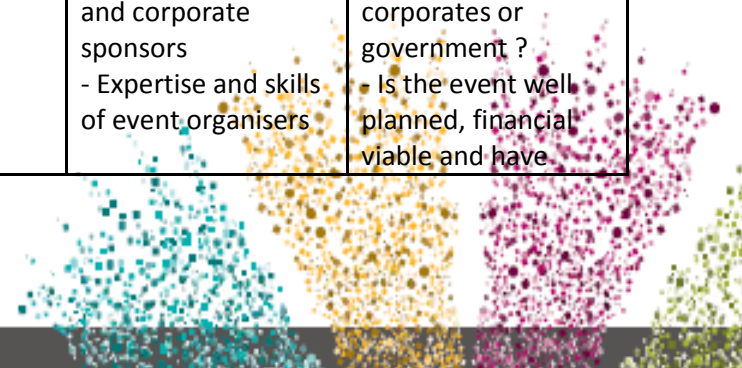 and corporate
sponsors
- Expertise and skills
of event organisers
corporates or
government ?
- Is the event well
planned, financial
viable and have